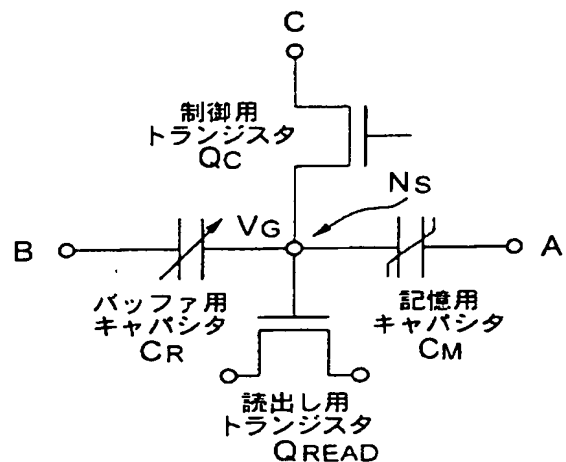 C
制御用
トランジスタ
QC
NS
VG
B
A
バッファ用
キャパシタ
CR
記憶用
キャパシタ
CM
読出し用
トランジスタ
QREAD